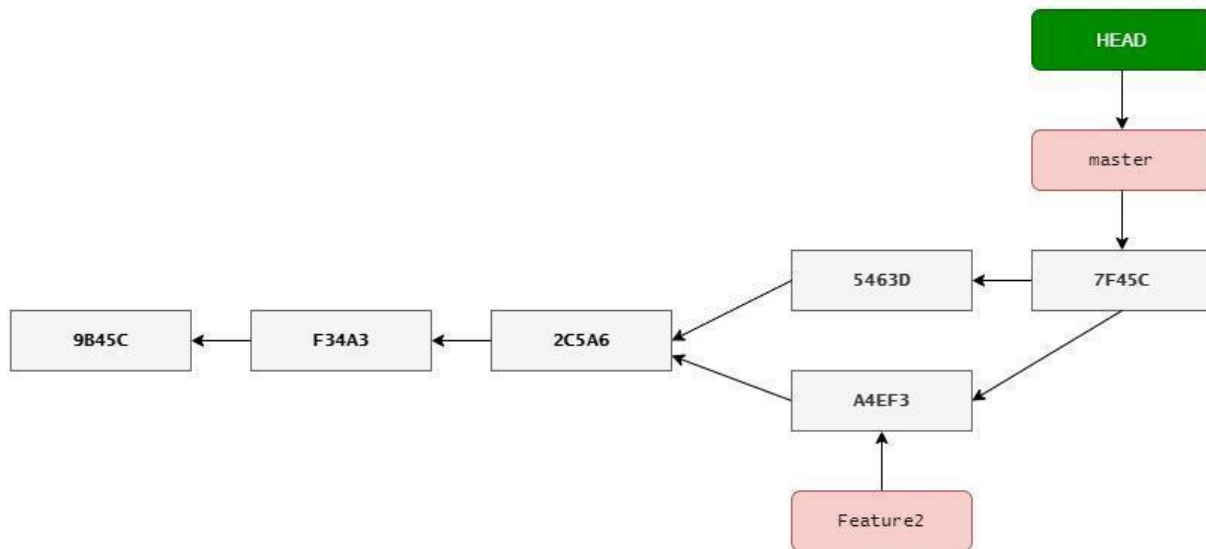 HEAD
master
5463D
7F45C
9B45C
F34A3
2C5A6
A4EF3
Feature2